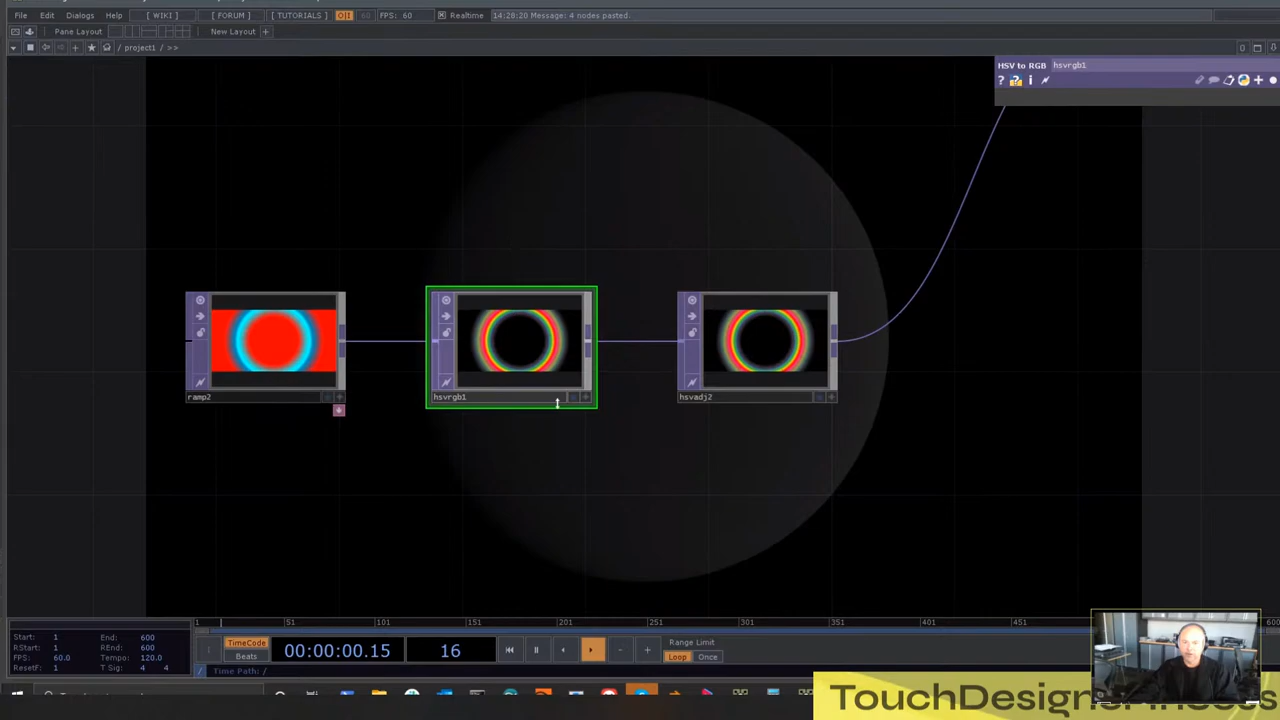 File Edit Dialogs Help [ WIKI ] [ FORUM ] [ TUTORIALS ] O|I 60 FPS: 60 Realtime 14:28:20 Message: 4 nodes pasted.
Pane Layout New Layout +
/ project1 / >>
HSV to RGB hsvrgb1
ramp2
hsvrgb1
hsvadj2
1 51 101 151 201 251 301 351 401 451 600
Start: 1 End: 600
RStart: 1 REnd: 600
FPS: 60.0 Tempo: 120.0
ResetF: 1 T Sig: 4 4
TimeCode
Beats
00:00:00.15
16
Range Limit
Loop Once
/ Time Path: /